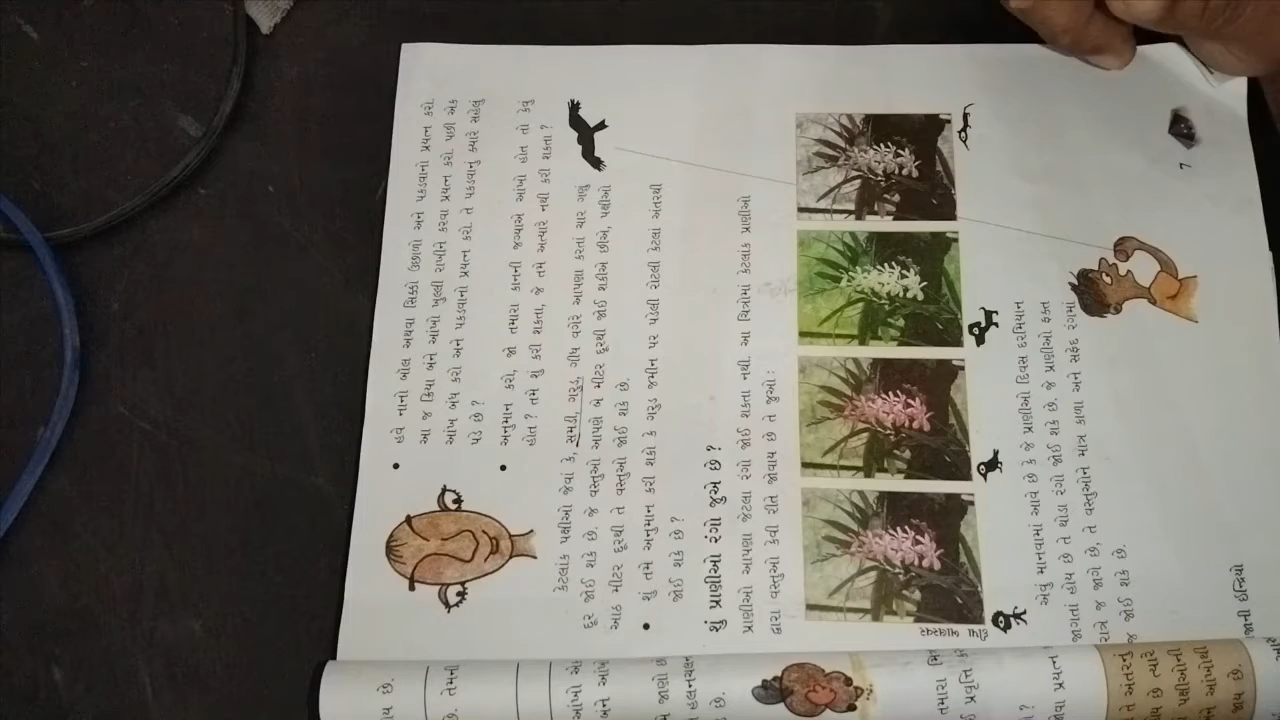 હવે નાનો બોલ અથવા સિક્કો ઉછાળો અને પકડવાનો પ્રયત્ન કરો.
આ જ ક્રિયા બંને આંખો ખુલ્લી રાખીને કરવા પ્રયત્ન કરો. પછી એક
આંખ બંધ કરો અને પકડવાનો પ્રયત્ન કરો. તે પકડવાનું ક્યારે સહેલું
પડે છે ?
અનુમાન કરો, જો તમારા કાનની જગ્યાએ આંખો હોત તો કેવું
હોત ? તમે શું કરી શકતા, જે તમે અત્યારે નથી કરી શકતા ?
કેટલાંક પક્ષીઓ જેવાં કે, સમડી, ગરુડ, ગીધ વગેરે આપણા કરતાં ચાર ગણું
દૂર જોઈ શકે છે. જે વસ્તુઓ આપણે બે મીટર દૂરથી જોઈ શકીએ છીએ, પક્ષીઓ
આઠ મીટર દૂરથી તે વસ્તુઓ જોઈ શકે છે.
શું તમે અનુમાન કરી શકો કે ગરુડ જમીન પર પડેલી રોટલી કેટલાં અંતરથી
જોઈ શકે છે ?
શું પ્રાણીઓ રંગો જુએ છે ?
પ્રાણીઓ આપણા જેટલા રંગો જોઈ શકતા નથી. આ ચિત્રોમાં કેટલાંક પ્રાણીઓ
દ્વારા વસ્તુઓ કેવી રીતે જોવાય છે તે જુઓ :
એવું માનવામાં આવે છે કે જે પ્રાણીઓ દિવસ દરમિયાન
જાગતાં હોય છે તે થોડા રંગો જોઈ શકે છે. જે પ્રાણીઓ ફક્ત
રાત્રે જ જાગે છે, તે વસ્તુઓને માત્ર કાળા અને સફેદ રંગમાં
જ જોઈ શકે છે.
7